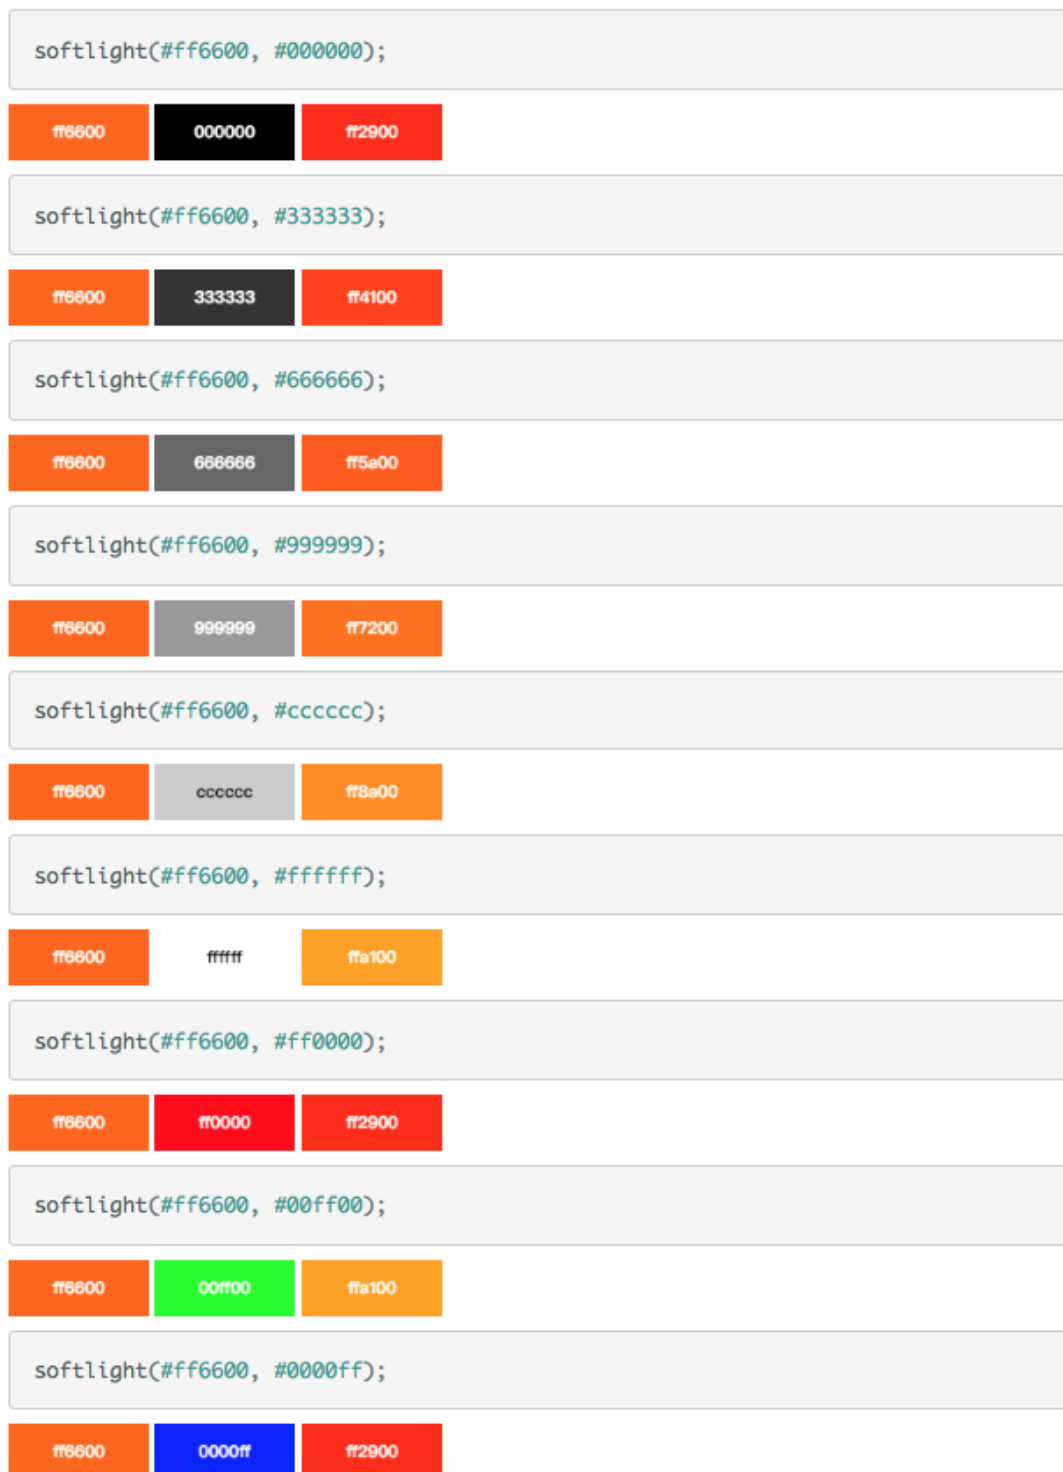 softlight(#ff6600, #000000);
ff6600 000000 ff2900
softlight(#ff6600, #333333);
ff6600 333333 ff4100
softlight(#ff6600, #666666);
ff6600 666666 ff5a00
softlight(#ff6600, #999999);
ff6600 999999 ff7200
softlight(#ff6600, #cccccc);
ff6600 cccccc ff8a00
softlight(#ff6600, #ffffff);
ff6600 ffffff ffa100
softlight(#ff6600, #ff0000);
ff6600 ff0000 ff2900
softlight(#ff6600, #00ff00);
ff6600 00ff00 ffa100
softlight(#ff6600, #0000ff);
ff6600 0000ff ff2900